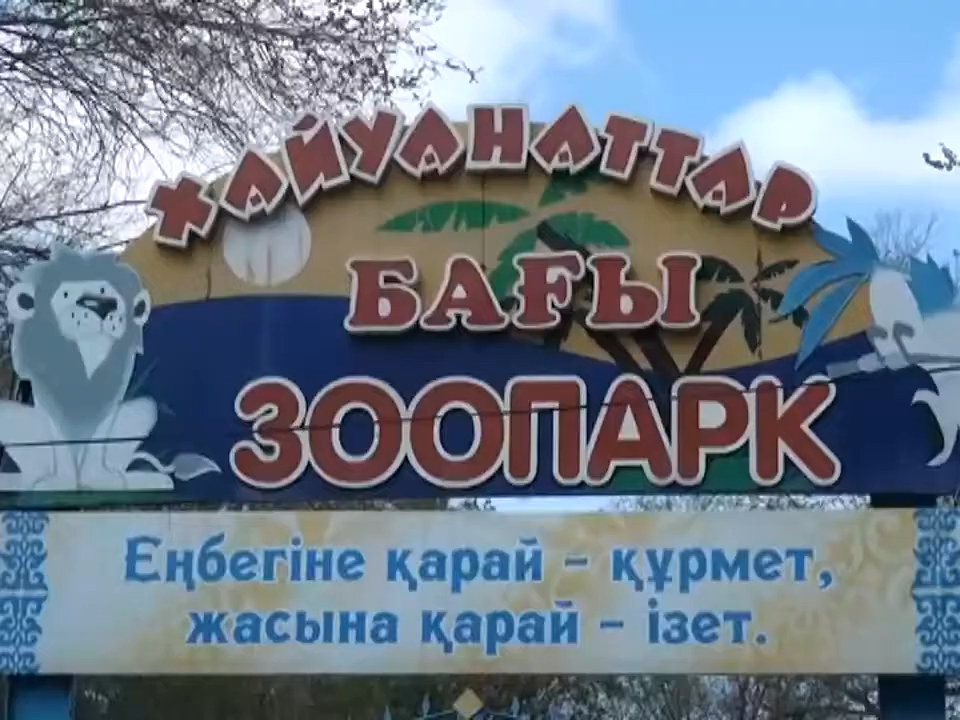 ХАЙУАНАТТАР
БАҒЫ
ЗООПАРК
Еңбегіне қарай – құрмет,
жасына қарай – ізет.